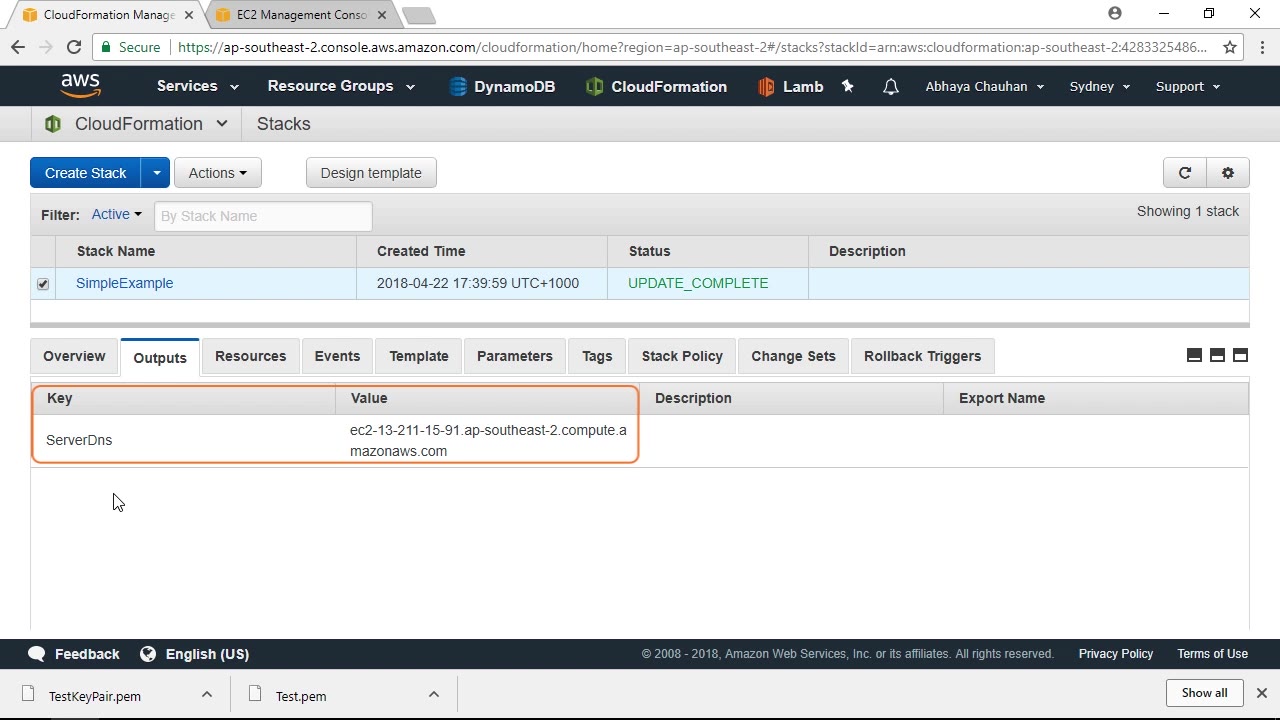 CloudFormation Manage
EC2 Management Conso
Secure
https://ap-southeast-2.console.aws.amazon.com/cloudformation/home?region=ap-southeast-2#/stacks?stackId=arn:aws:cloudformation:ap-southeast-2:4283325486...
aws
Services
Resource Groups
DynamoDB
CloudFormation
Lamb
Abhaya Chauhan
Sydney
Support
CloudFormation
Stacks
Create Stack
Actions
Design template
Filter: Active
By Stack Name
Showing 1 stack
Stack Name Created Time Status Description
SimpleExample 2018-04-22 17:39:59 UTC+1000 UPDATE_COMPLETE
Overview Outputs Resources Events Template Parameters Tags Stack Policy Change Sets Rollback Triggers
Key Value Description Export Name
ServerDns ec2-13-211-15-91.ap-southeast-2.compute.a
mazonaws.com
Feedback English (US) © 2008 - 2018, Amazon Web Services, Inc. or its affiliates. All rights reserved. Privacy Policy Terms of Use
TestKeyPair.pem Test.pem Show all